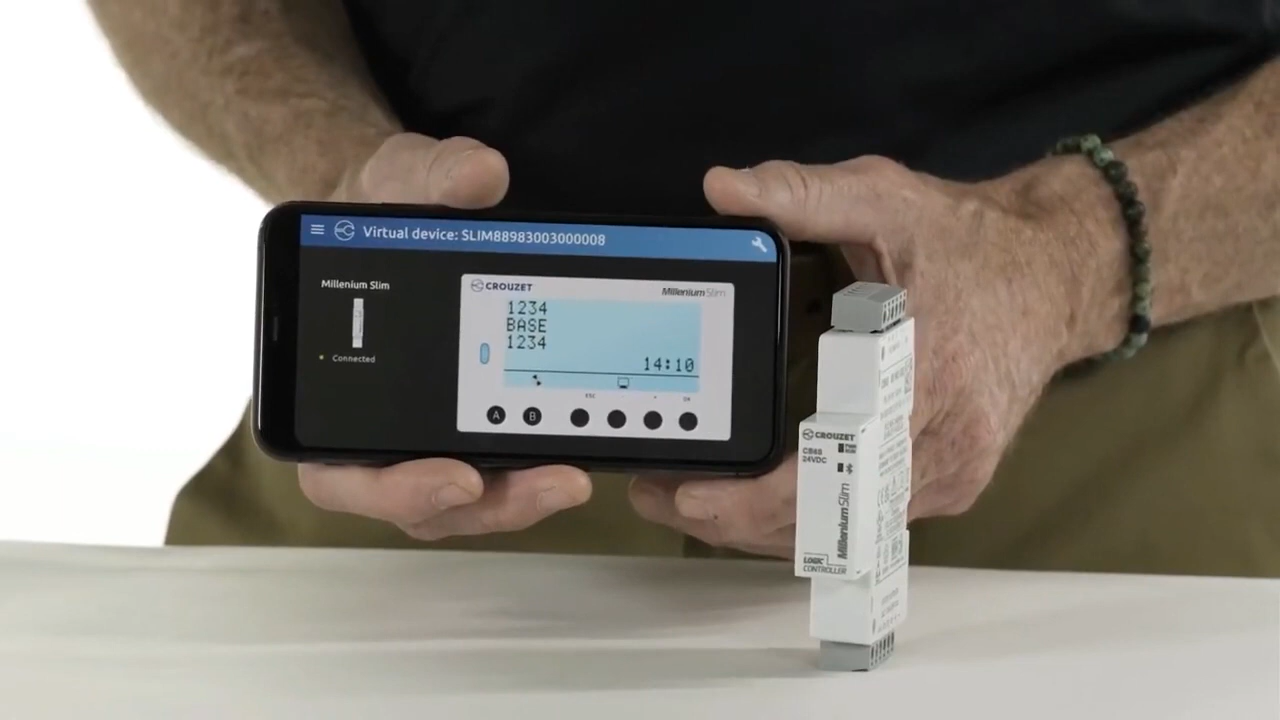 Virtual device: SLIM88983003000008
Millenium Slim
Connected
CROUZET
Millenium Slim
1234
BASE
1234
14:10
ESC
-
+
OK
A
B
CROUZET
CB68
24VDC
Millenium Slim
LOGIC
CONTROLLER